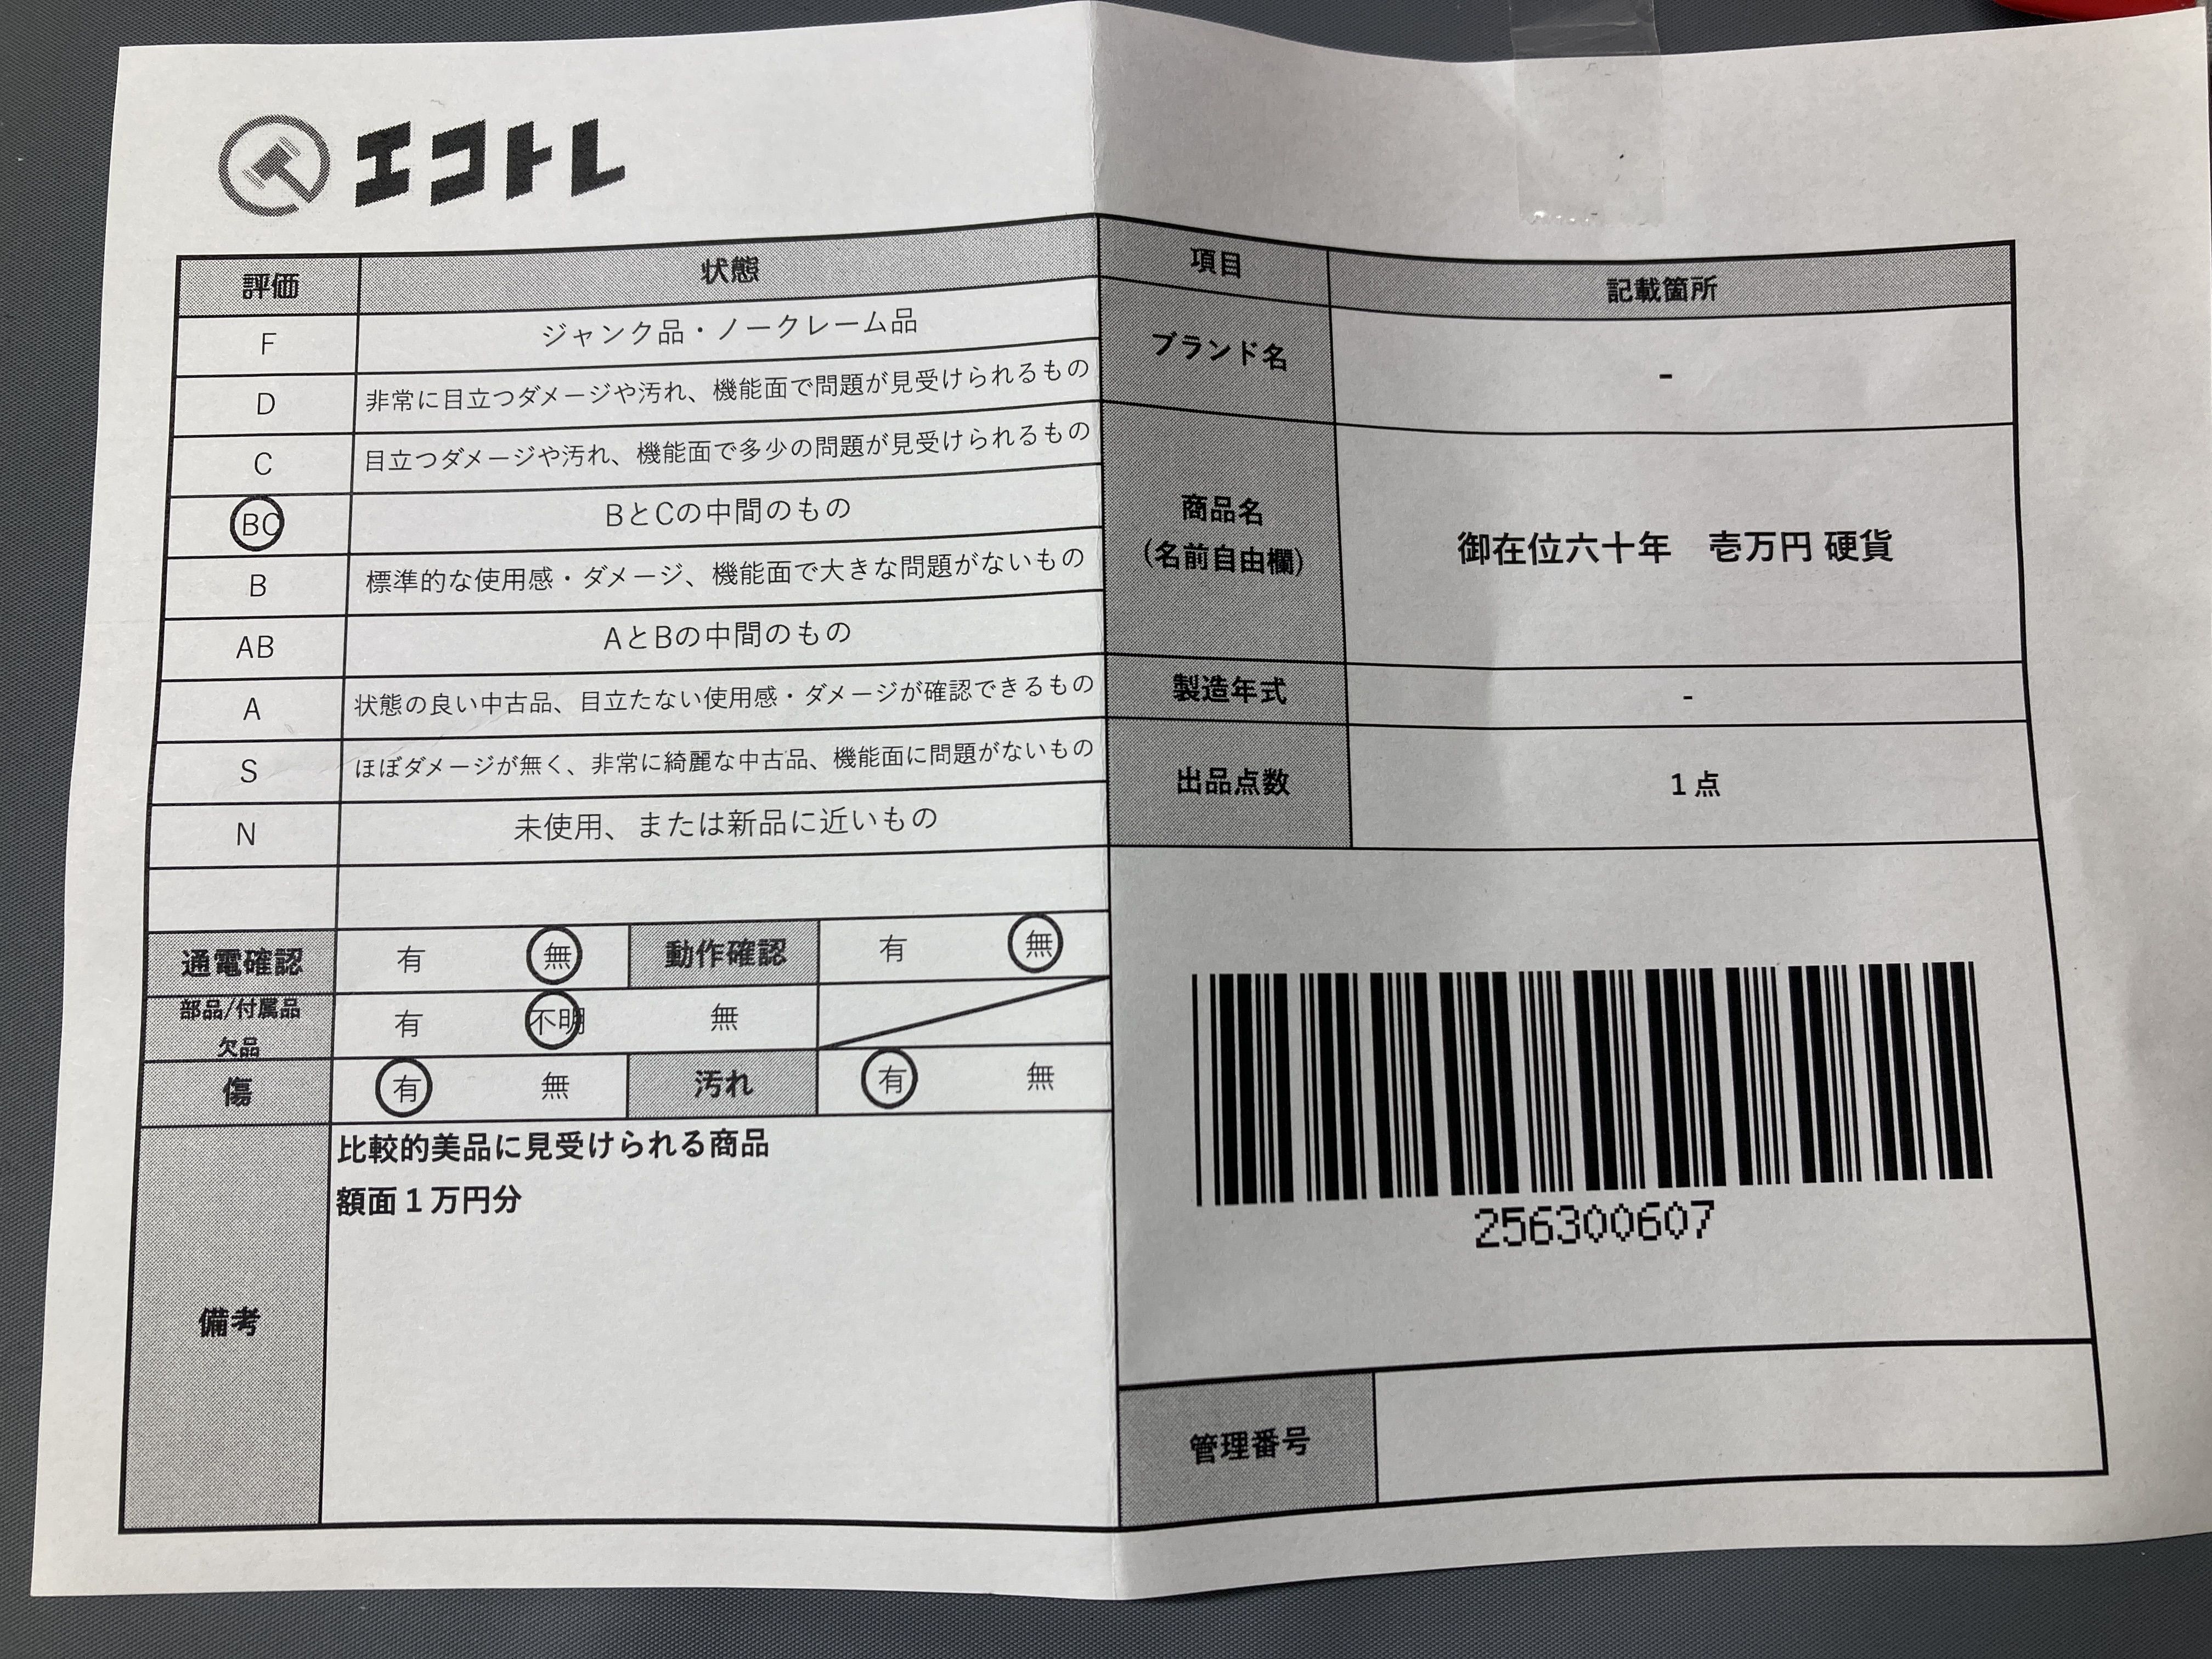 エコトレ
評価 状態
F ジャンク品・ノークレーム品
D 非常に目立つダメージや汚れ、機能面で問題が見受けられるもの
C 目立つダメージや汚れ、機能面で多少の問題が見受けられるもの
BC BとCの中間のもの
B 標準的な使用感・ダメージ、機能面で大きな問題がないもの
AB AとBの中間のもの
A 状態の良い中古品、目立たない使用感・ダメージが確認できるもの
S ほぼダメージが無く、非常に綺麗な中古品、機能面に問題がないもの
N 未使用、または新品に近いもの
通電確認 有 無 動作確認 有 無
部品/付属品
欠品 有 不明 無
傷 有 無 汚れ 有 無
備考
比較的美品に見受けられる商品
額面1万円分
項目 記載箇所
ブランド名 -
商品名
(名前自由欄)
御在位六十年 壱万円 硬貨
製造年式 -
出品点数 1点
256300607
管理番号